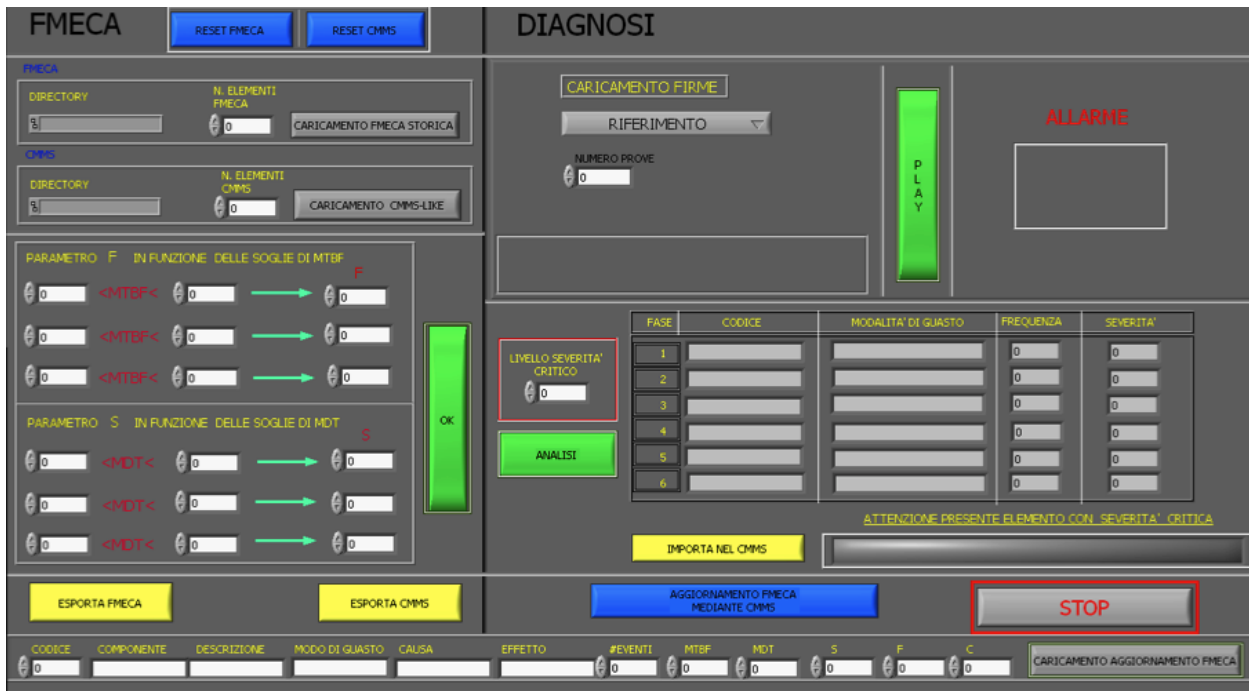 FMECA
RESET FMECA
RESET CMMS
DIAGNOSI
FMECA
DIRECTORY
N. ELEMENTI
FMECA
0
CARICAMENTO FMECA STORICA
CMMS
DIRECTORY
N. ELEMENTI
CMMS
0
CARICAMENTO CMMS-LIKE
CARICAMENTO FIRME
RIFERIMENTO
NUMERO PROVE
0
PLAY
ALLARME
PARAMETRO F IN FUNZIONE DELLE SOGLIE DI MTBF
F
0 <MTBF< 0 0
0 <MTBF< 0 0
0 <MTBF< 0 0
PARAMETRO S IN FUNZIONE DELLE SOGLIE DI MDT
S
0 <MDT< 0 0
0 <MDT< 0 0
0 <MDT< 0 0
OK
LIVELLO SEVERITA'
CRITICO
0
ANALISI
FASE CODICE MODALITA' DI GUASTO FREQUENZA SEVERITA'
1 0 0
2 0 0
3 0 0
4 0 0
5 0 0
6 0 0
ATTENZIONE PRESENTE ELEMENTO CON SEVERITA' CRITICA
IMPORTA NEL CMMS
ESPORTA FMECA
ESPORTA CMMS
AGGIORNAMENTO FMECA
MEDIANTE CMMS
STOP
CODICE COMPONENTE DESCRIZIONE MODO DI GUASTO CAUSA EFFETTO #EVENTI MTBF MDT S F C
0 0 0 0 0 0 0
CARICAMENTO AGGIORNAMENTO FMECA